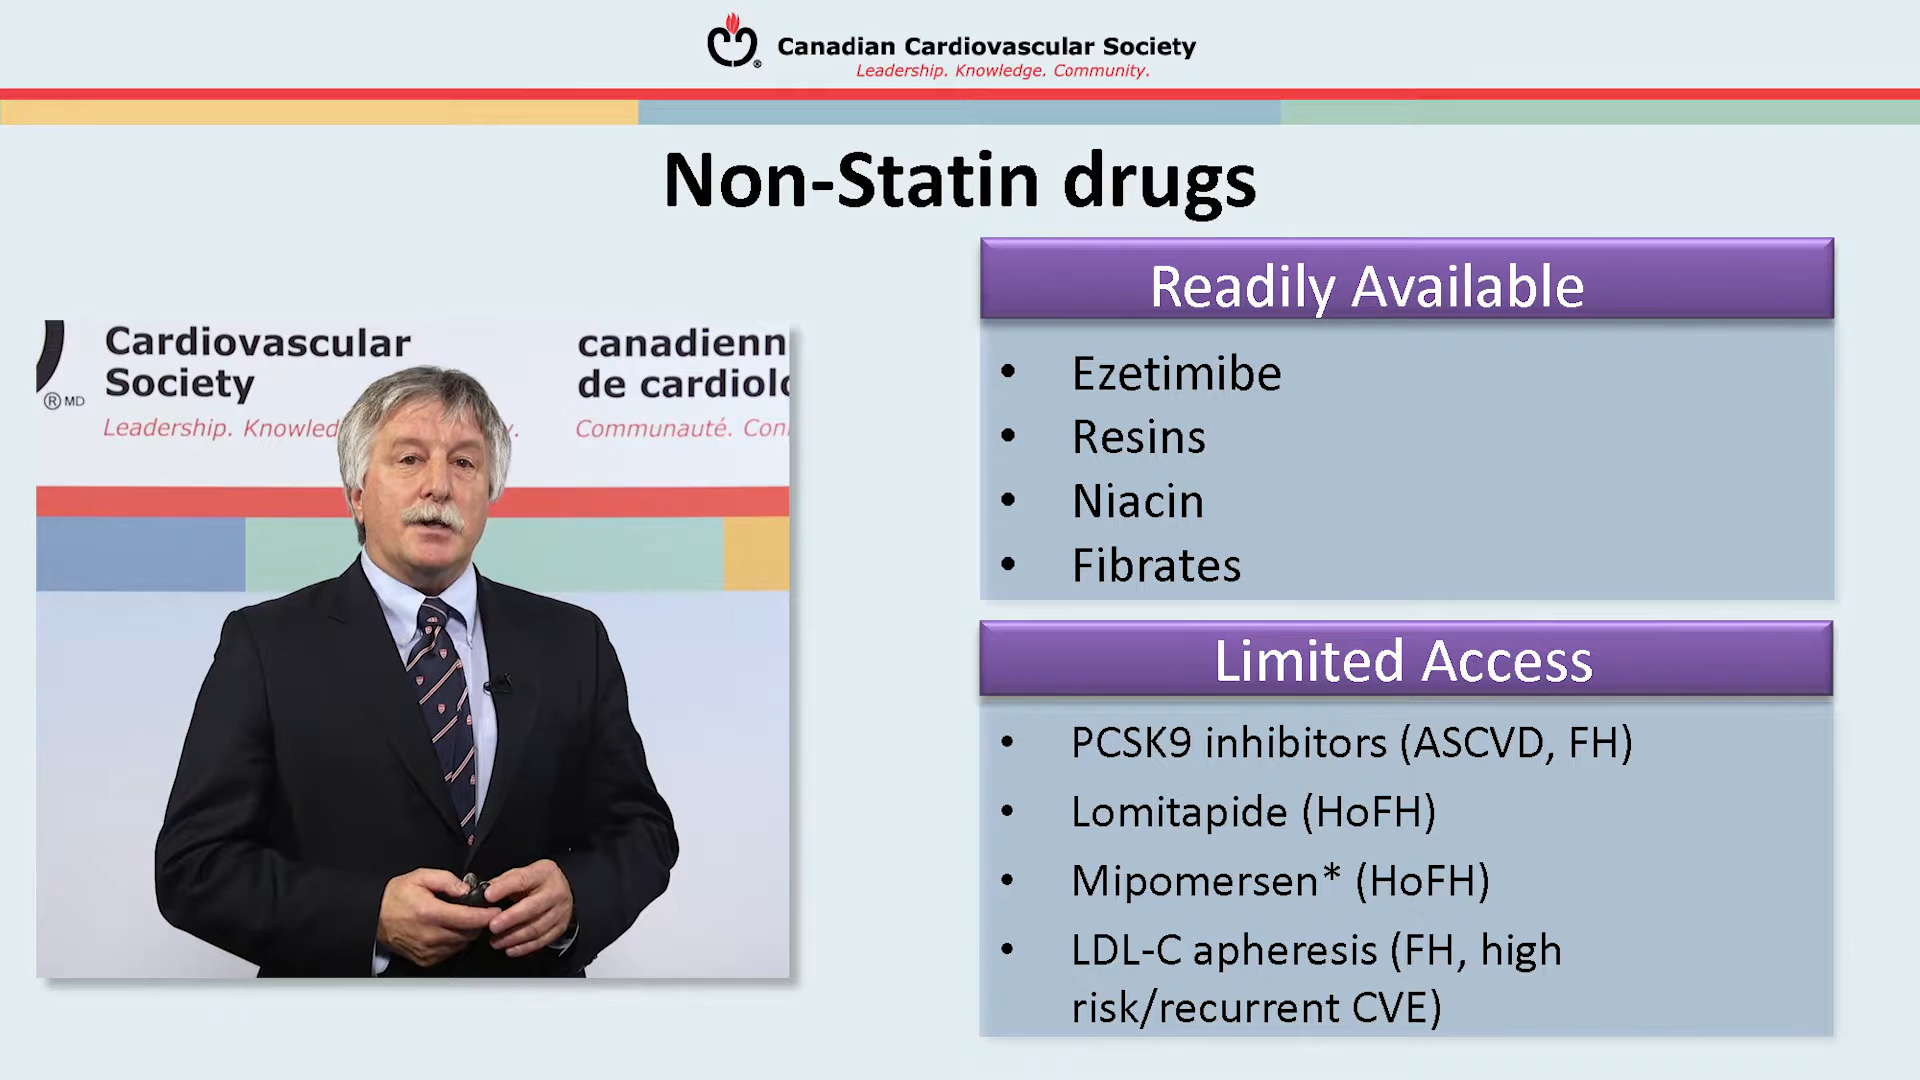 Canadian Cardiovascular Society
Leadership. Knowledge. Community.
Non-Statin drugs
Cardiovascular
Society
® MD
Leadership. Knowled
y.
canadienn
de cardiolo
Communauté. Con
Readily Available
• Ezetimibe
• Resins
• Niacin
• Fibrates
Limited Access
• PCSK9 inhibitors (ASCVD, FH)
• Lomitapide (HoFH)
• Mipomersen* (HoFH)
• LDL-C apheresis (FH, high
risk/recurrent CVE)